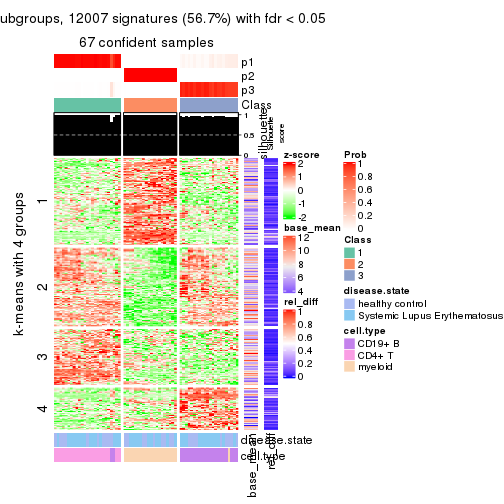 ubgroups, 12007 signatures (56.7%) with fdr < 0.05
67 confident samples
p1
p2
p3
Class
1
0.5
0
silhouette
Silhouette
score
k-means with 4 groups
1
2
3
4
disease.state
cell.type
base_mean
rel_diff
z-score
2
1
0
-1
-2
base_mean
12
10
8
6
4
rel_diff
1
0.8
0.6
0.4
0.2
0
Prob
1
0.8
0.6
0.4
0.2
0
Class
1
2
3
disease.state
healthy control
Systemic Lupus Erythematosus
cell.type
CD19+ B
CD4+ T
myeloid